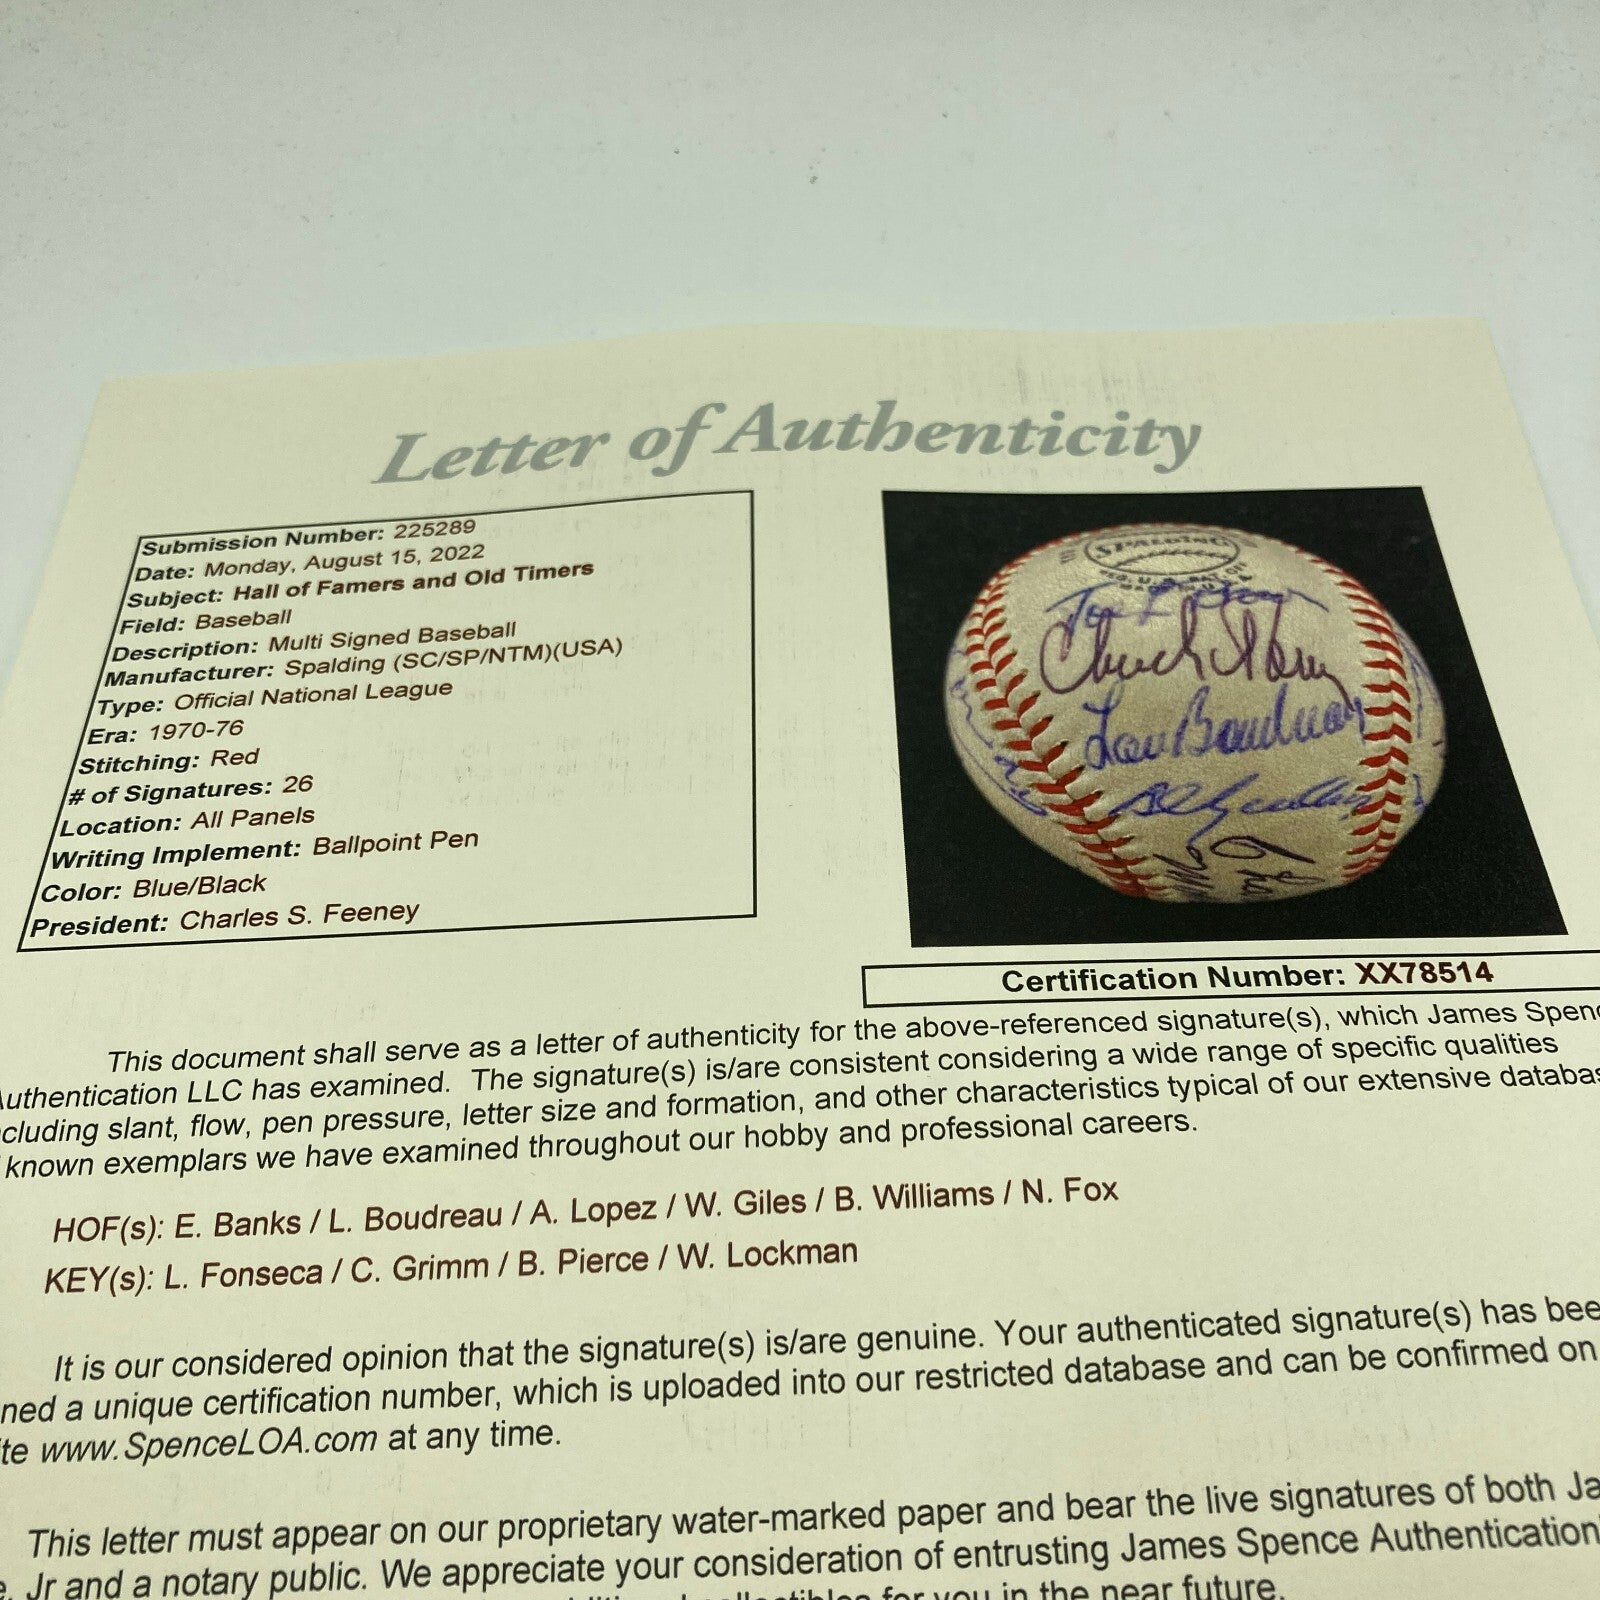 Letter of Authenticity
Submission Number: 225289
Date: Monday, August 15, 2022
Subject: Hall of Famers and Old Timers
Field: Baseball
Description: Multi Signed Baseball
Manufacturer: Spalding (SC/SP/NTM)(USA)
Type: Official National League
Era: 1970-76
Stitching: Red
# of Signatures: 26
Location: All Panels
Writing Implement: Ballpoint Pen
Color: Blue/Black
President: Charles S. Feeney
SPALDING
Lou Boudreau
Certification Number: XX78514
This document shall serve as a letter of authenticity for the above-referenced signature(s), which James Spenc
Authentication LLC has examined. The signature(s) is/are consistent considering a wide range of specific qualities
cluding slant, flow, pen pressure, letter size and formation, and other characteristics typical of our extensive databas
known exemplars we have examined throughout our hobby and professional careers.
HOF(s): E. Banks / L. Boudreau / A. Lopez / W. Giles / B. Williams / N. Fox
KEY(s): L. Fonseca / C. Grimm / B. Pierce / W. Lockman
It is our considered opinion that the signature(s) is/are genuine. Your authenticated signature(s) has bee
ned a unique certification number, which is uploaded into our restricted database and can be confirmed on
te www.SpenceLOA.com at any time.
This letter must appear on our proprietary water-marked paper and bear the live signatures of both Ja
e, Jr and a notary public. We appreciate your consideration of entrusting James Spence Authentication
collectibles for you in the near future.